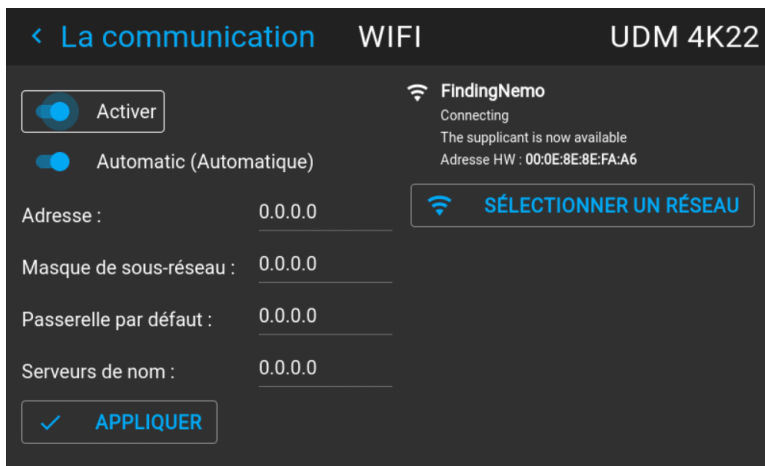 La communication WIFI UDM 4K22
Activer
Automatic (Automatique)
Adresse : 0.0.0.0
Masque de sous-réseau : 0.0.0.0
Passerelle par défaut : 0.0.0.0
Serveurs de nom : 0.0.0.0
APPLIQUER
FindingNemo
Connecting
The supplicant is now available
Adresse HW : 00:0E:8E:8E:FA:A6
SÉLECTIONNER UN RÉSEAU